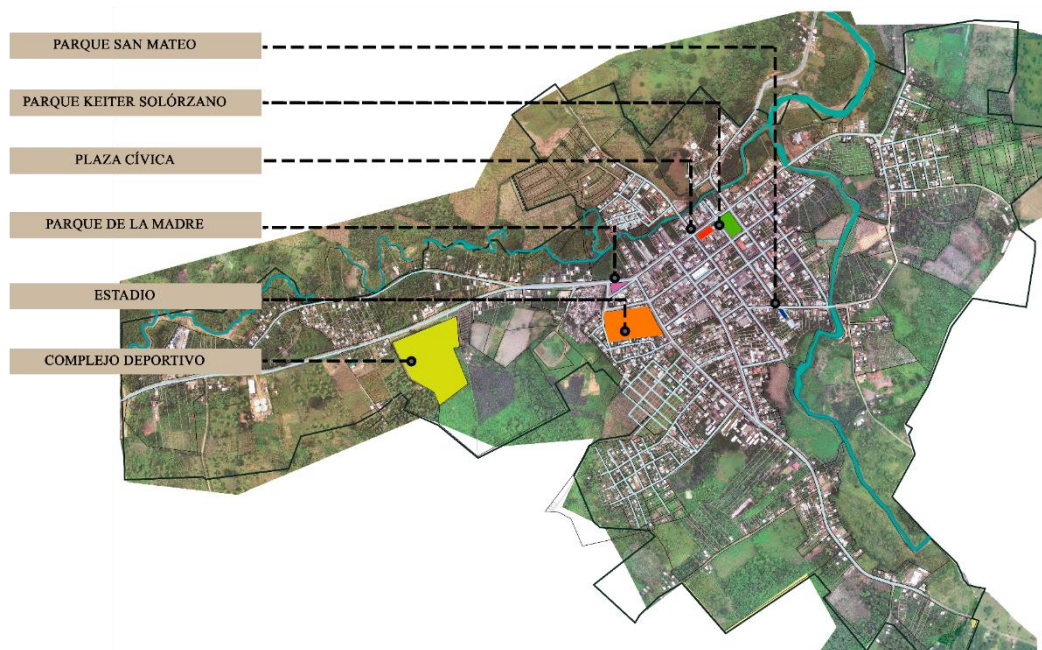 PARQUE SAN MATEO
PARQUE KEITER SOLÓRZANO
PLAZA CÍVICA
PARQUE DE LA MADRE
ESTADIO
COMPLEJO DEPORTIVO